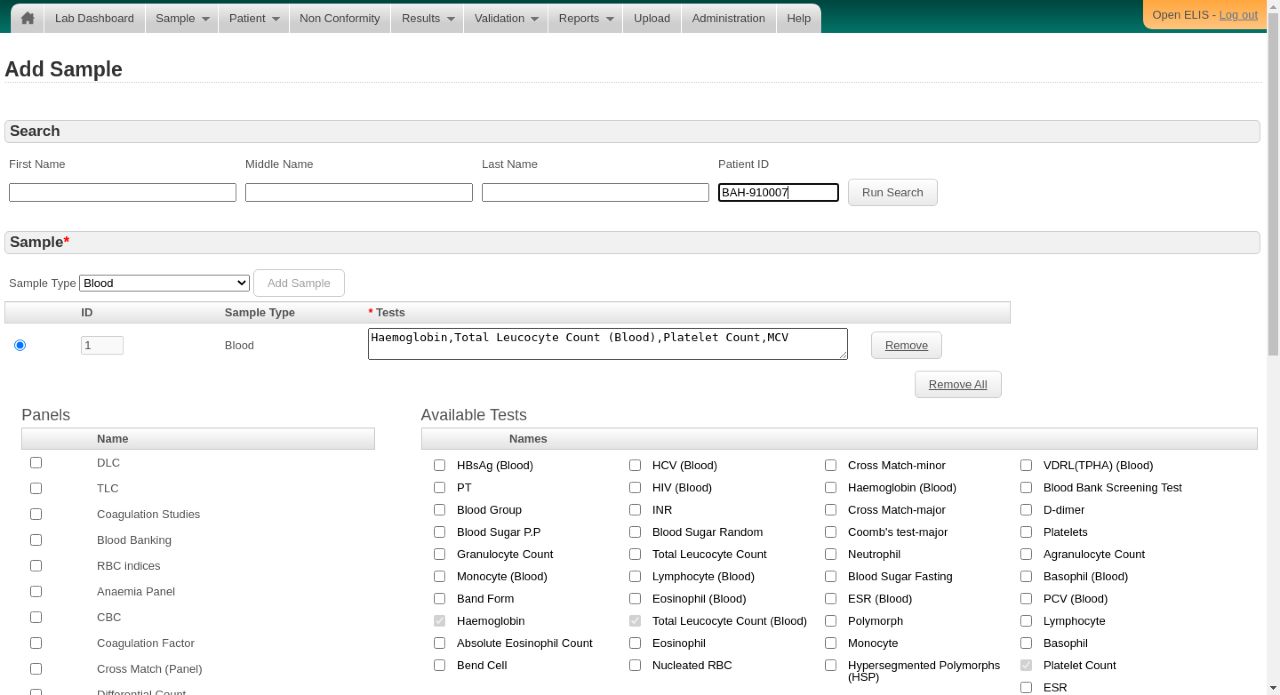 Lab Dashboard Sample Patient Non Conformity Results Validation Reports Upload Administration Help
Open ELIS - Log out
Add Sample
Search
First Name Middle Name Last Name Patient ID
BAH-910007 Run Search
Sample*
Sample Type Blood Add Sample
ID Sample Type * Tests
1 Blood Haemoglobin,Total Leucocyte Count (Blood),Platelet Count,MCV Remove
Remove All
Panels
Name
DLC
TLC
Coagulation Studies
Blood Banking
RBC indices
Anaemia Panel
CBC
Coagulation Factor
Cross Match (Panel)
Differential Count
Available Tests
Names
HBsAg (Blood) HCV (Blood) Cross Match-minor VDRL(TPHA) (Blood)
PT HIV (Blood) Haemoglobin (Blood) Blood Bank Screening Test
Blood Group INR Cross Match-major D-dimer
Blood Sugar P.P Blood Sugar Random Coomb's test-major Platelets
Granulocyte Count Total Leucocyte Count Neutrophil Agranulocyte Count
Monocyte (Blood) Lymphocyte (Blood) Blood Sugar Fasting Basophil (Blood)
Band Form Eosinophil (Blood) ESR (Blood) PCV (Blood)
Haemoglobin Total Leucocyte Count (Blood) Polymorph Lymphocyte
Absolute Eosinophil Count Eosinophil Monocyte Basophil
Bend Cell Nucleated RBC Hypersegmented Polymorphs Platelet Count
(HSP)
ESR